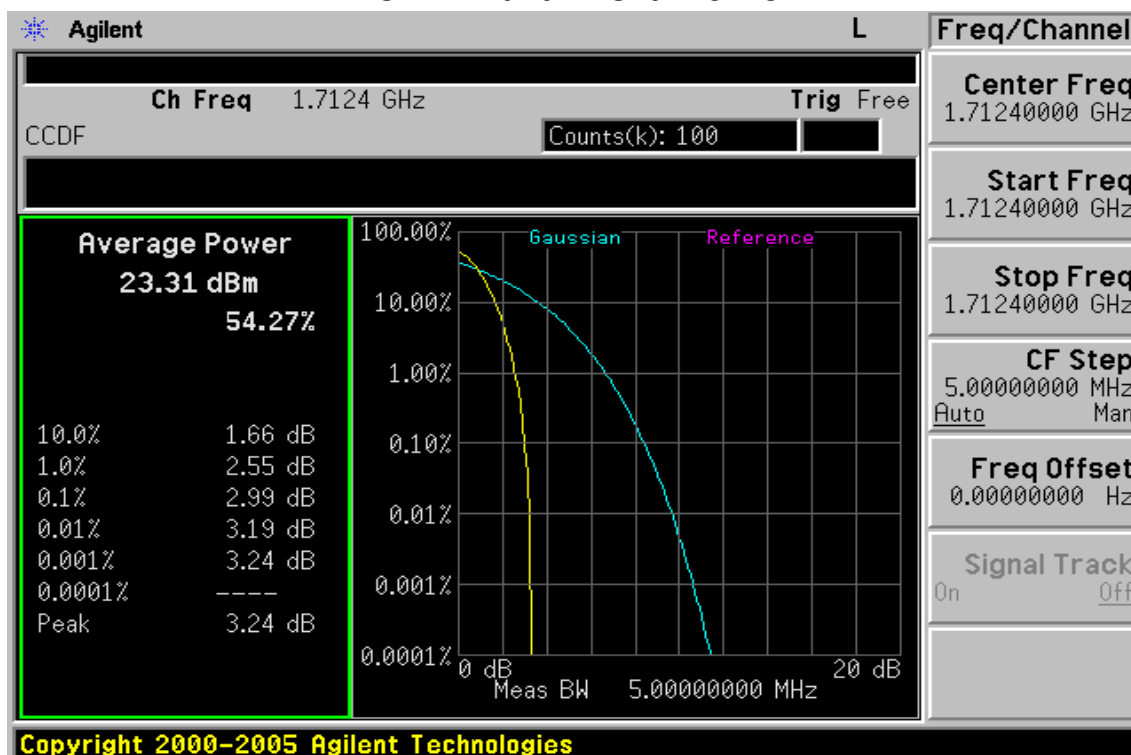 Agilent L Freq/Channel
Ch Freq 1.7124 GHz Trig Free
CCDF Counts(k): 100
Center Freq
1.71240000 GHz
Start Freq
1.71240000 GHz
Stop Freq
1.71240000 GHz
CF Step
5.00000000 MHz
Auto Man
Freq Offset
0.00000000 Hz
Signal Track
On Off
Average Power
23.31 dBm
54.27%
10.0% 1.66 dB
1.0% 2.55 dB
0.1% 2.99 dB
0.01% 3.19 dB
0.001% 3.24 dB
0.0001% ----
Peak 3.24 dB
Gaussian Reference
100.00%
10.00%
1.00%
0.10%
0.01%
0.001%
0.0001%
0 dB 20 dB
Meas BW 5.00000000 MHz
Copyright 2000-2005 Agilent Technologies